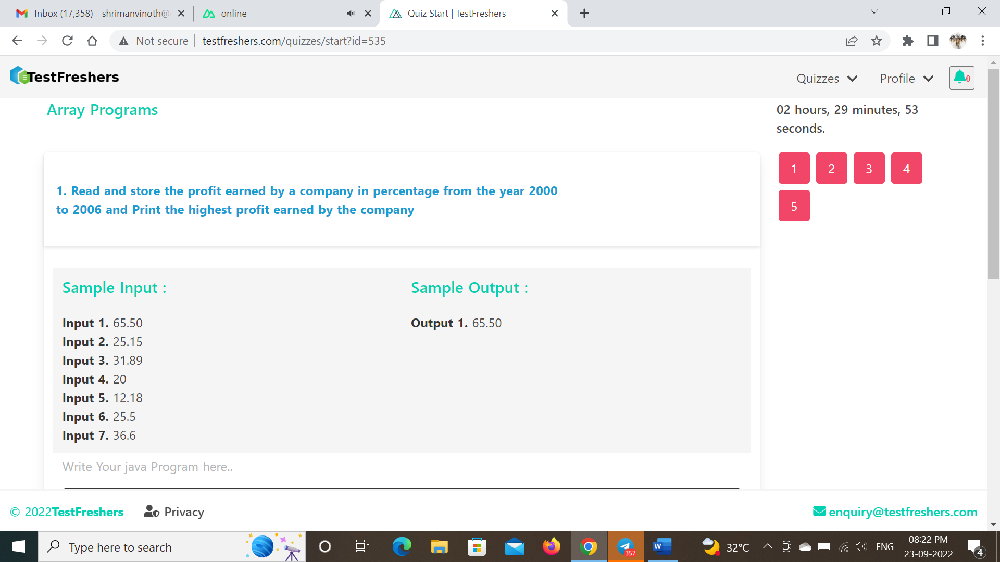 Inbox (17,358) - shrimanvinoth@
online
Quiz Start | TestFreshers
Not secure
testfreshers.com/quizzes/start?id=535
TestFreshers
Quizzes
Profile
0
Array Programs
02 hours, 29 minutes, 53
seconds.
1 2 3 4
5
1. Read and store the profit earned by a company in percentage from the year 2000
to 2006 and Print the highest profit earned by the company
Sample Input :
Sample Output :
Input 1. 65.50
Output 1. 65.50
Input 2. 25.15
Input 3. 31.89
Input 4. 20
Input 5. 12.18
Input 6. 25.5
Input 7. 36.6
Write Your java Program here..
© 2022TestFreshers
Privacy
enquiry@testfreshers.com
Type here to search
357
W
32°C
ENG
08:22 PM
23-09-2022
4